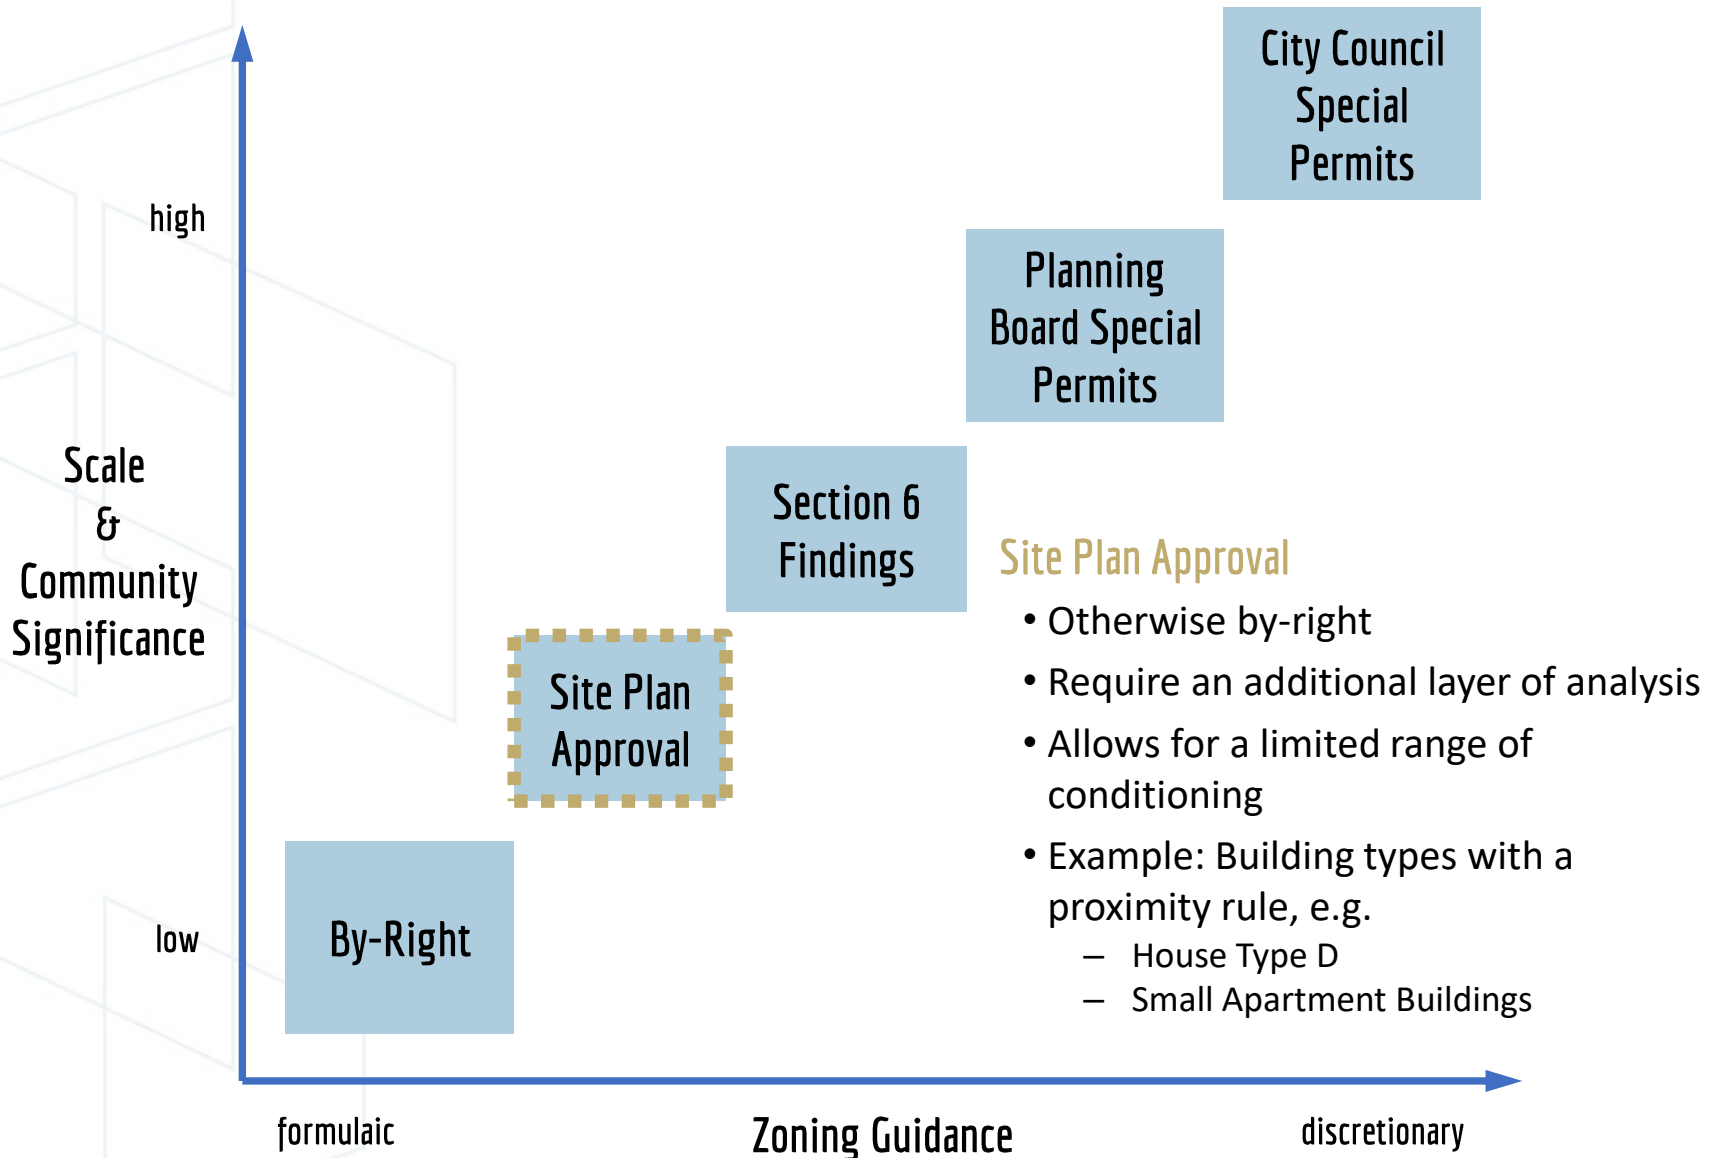 City Council
Special
Permits
high
Planning
Board Special
Permits
Scale
&
Community
Significance
Section 6
Findings
Site Plan Approval
• Otherwise by-right
• Require an additional layer of analysis
• Allows for a limited range of
conditioning
• Example: Building types with a
proximity rule, e.g.
– House Type D
– Small Apartment Buildings
Site Plan
Approval
low
By-Right
formulaic
Zoning Guidance
discretionary